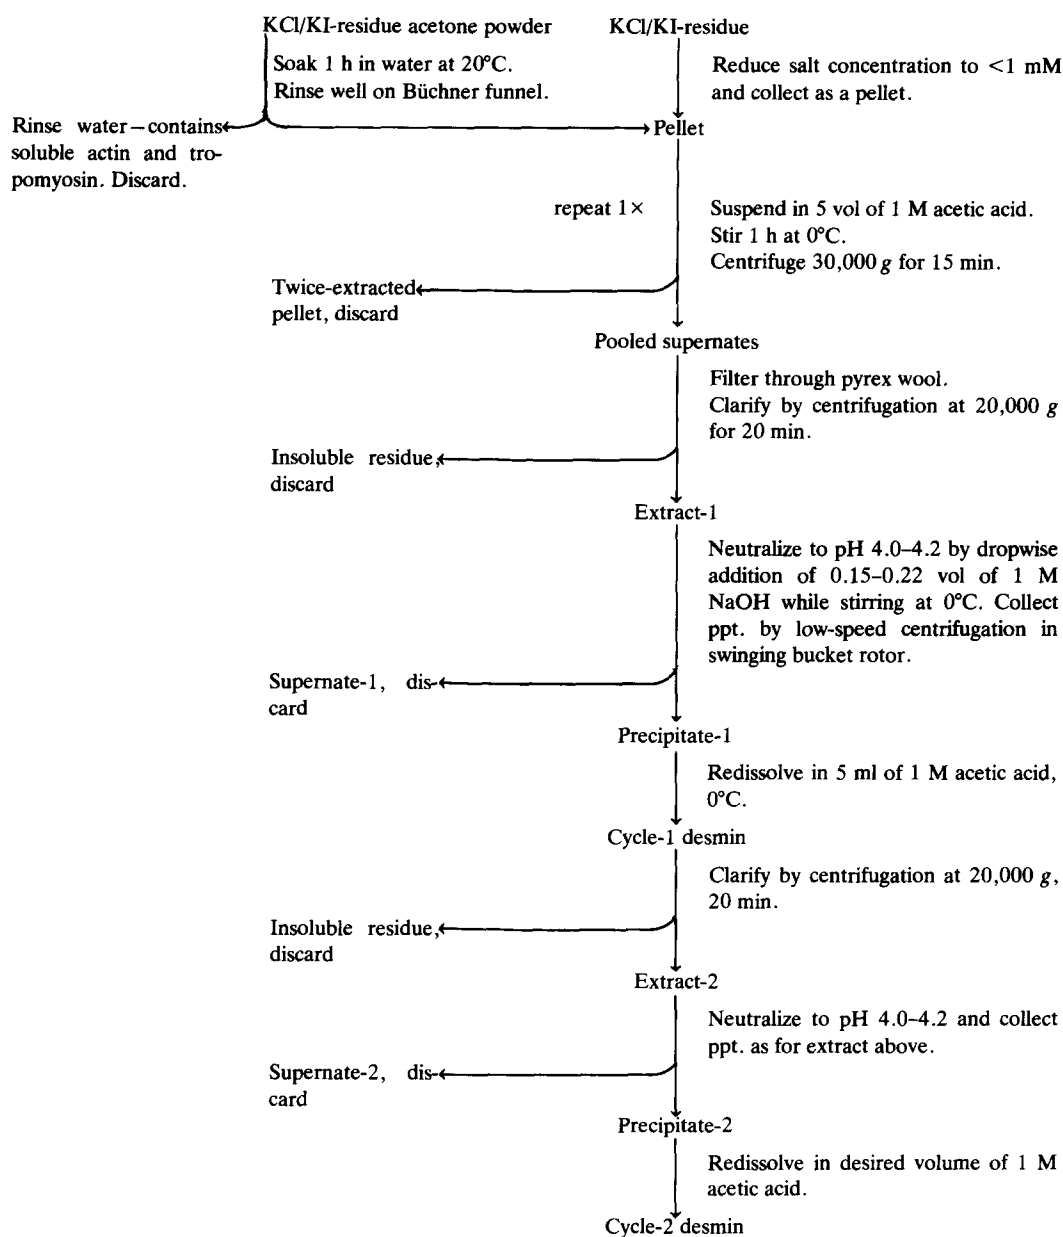 KCl/KI-residue acetone powder
KCl/KI-residue
Soak 1 h in water at 20°C.
Rinse well on Büchner funnel.
Reduce salt concentration to <1 mM
and collect as a pellet.
Rinse water–contains
soluble actin and tro-
pomyosin. Discard.
Pellet
repeat 1×
Suspend in 5 vol of 1 M acetic acid.
Stir 1 h at 0°C.
Centrifuge 30,000 g for 15 min.
Twice-extracted
pellet, discard
Pooled supernates
Filter through pyrex wool.
Clarify by centrifugation at 20,000 g
for 20 min.
Insoluble residue,
discard
Extract-1
Neutralize to pH 4.0–4.2 by dropwise
addition of 0.15–0.22 vol of 1 M
NaOH while stirring at 0°C. Collect
ppt. by low-speed centrifugation in
swinging bucket rotor.
Supernate-1, dis-
card
Precipitate-1
Redissolve in 5 ml of 1 M acetic acid,
0°C.
Cycle-1 desmin
Clarify by centrifugation at 20,000 g,
20 min.
Insoluble residue,
discard
Extract-2
Neutralize to pH 4.0–4.2 and collect
ppt. as for extract above.
Supernate-2, dis-
card
Precipitate-2
Redissolve in desired volume of 1 M
acetic acid.
Cycle-2 desmin